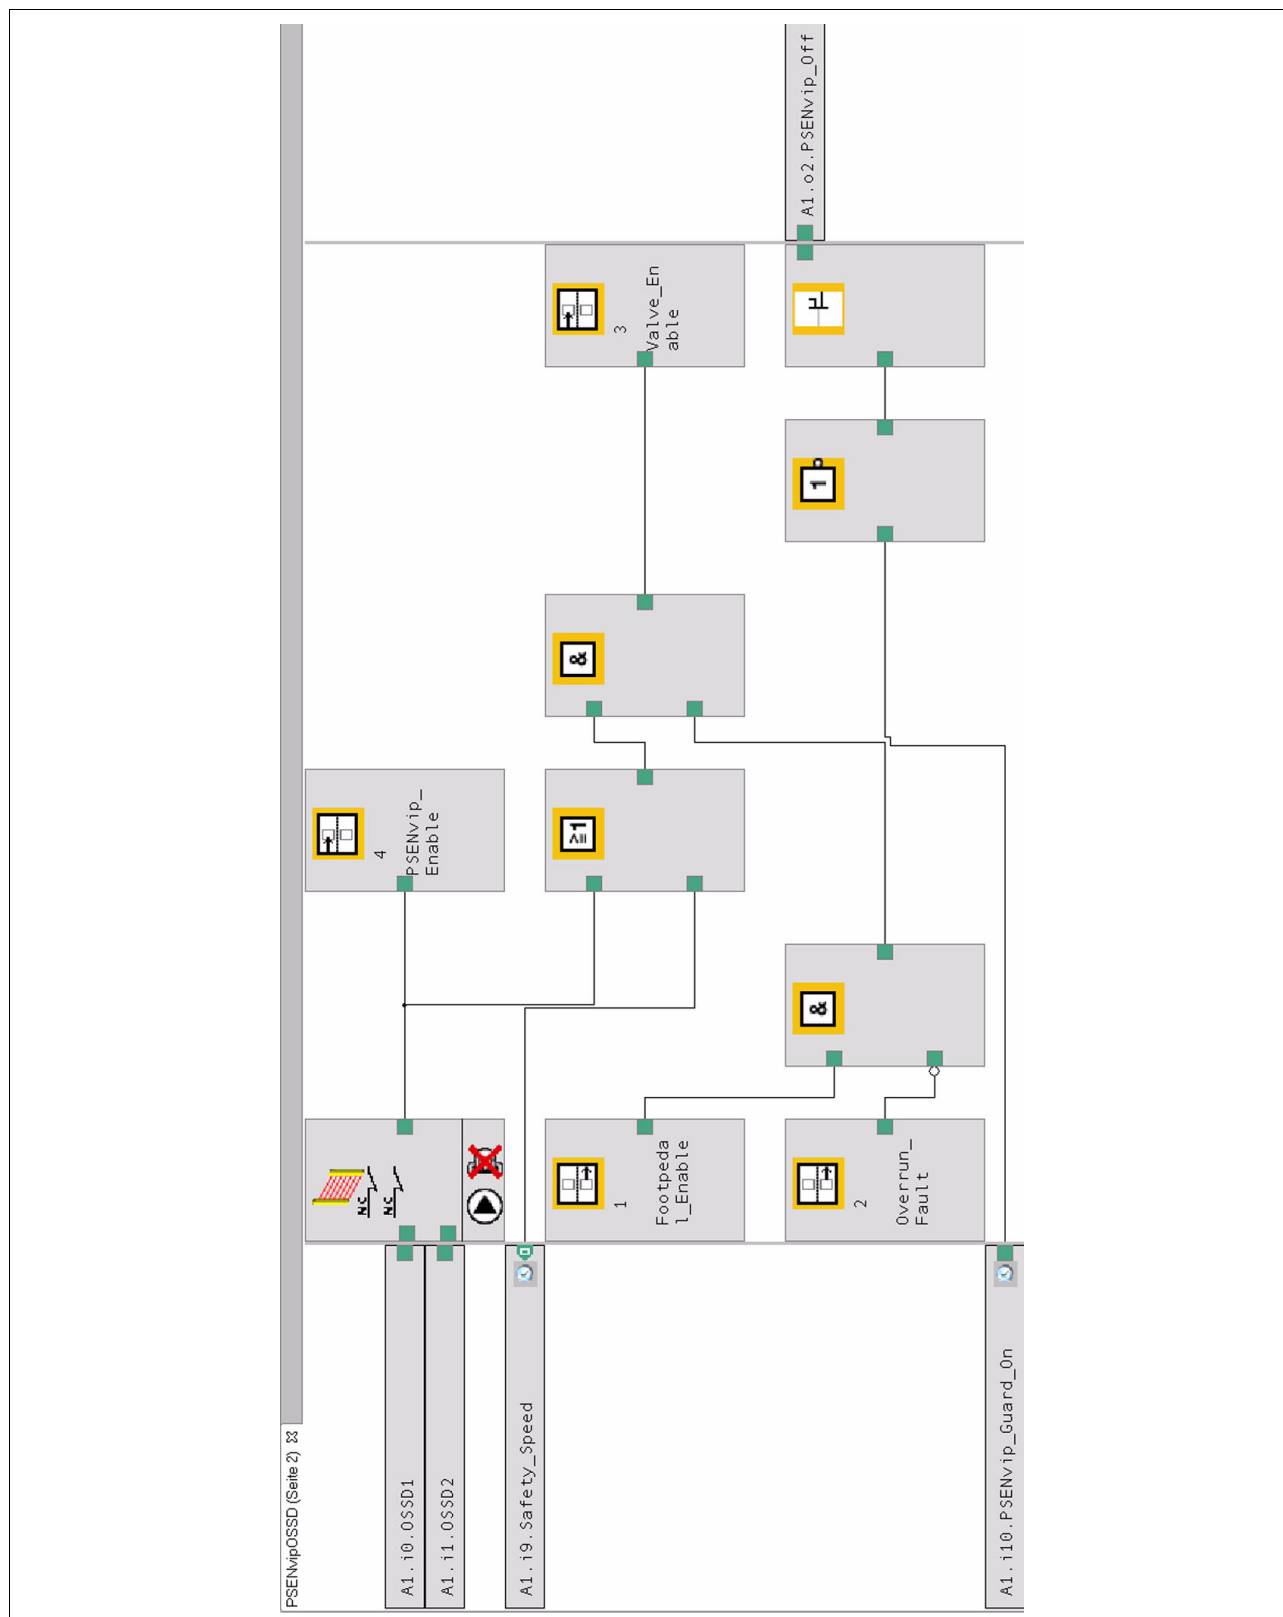 PSENvipOSSD (Seite 2)
A1.i0.OSSD1
A1.i1.OSSD2
NC
NC
4
PSENvip_
Enable
A1.i9.Safety_Speed
1
Footpeda
l_Enable
≥1
&
3
Valve_En
able
2
Overrun_
Fault
&
1
A1.o2.PSENvip_Off
A1.i10.PSENvip_Guard_On